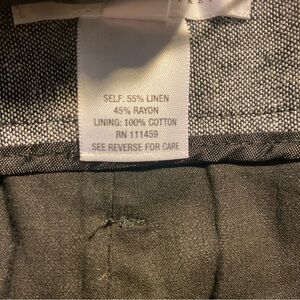 SELF: 55% LINEN
45% RAYON
LINING: 100% COTTON
RN 111459
SEE REVERSE FOR CARE